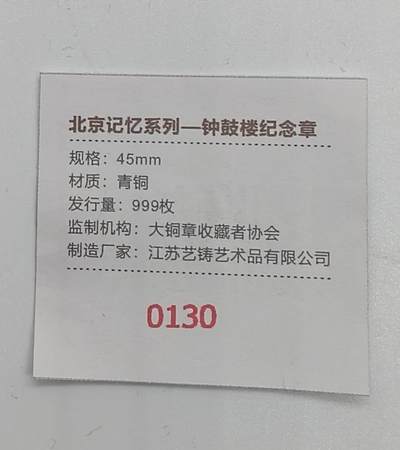 北京记忆系列—钟鼓楼纪念章
规格：45mm
材质：青铜
发行量：999枚
监制机构：大铜章收藏者协会
制造厂家：江苏艺铸艺术品有限公司
0130